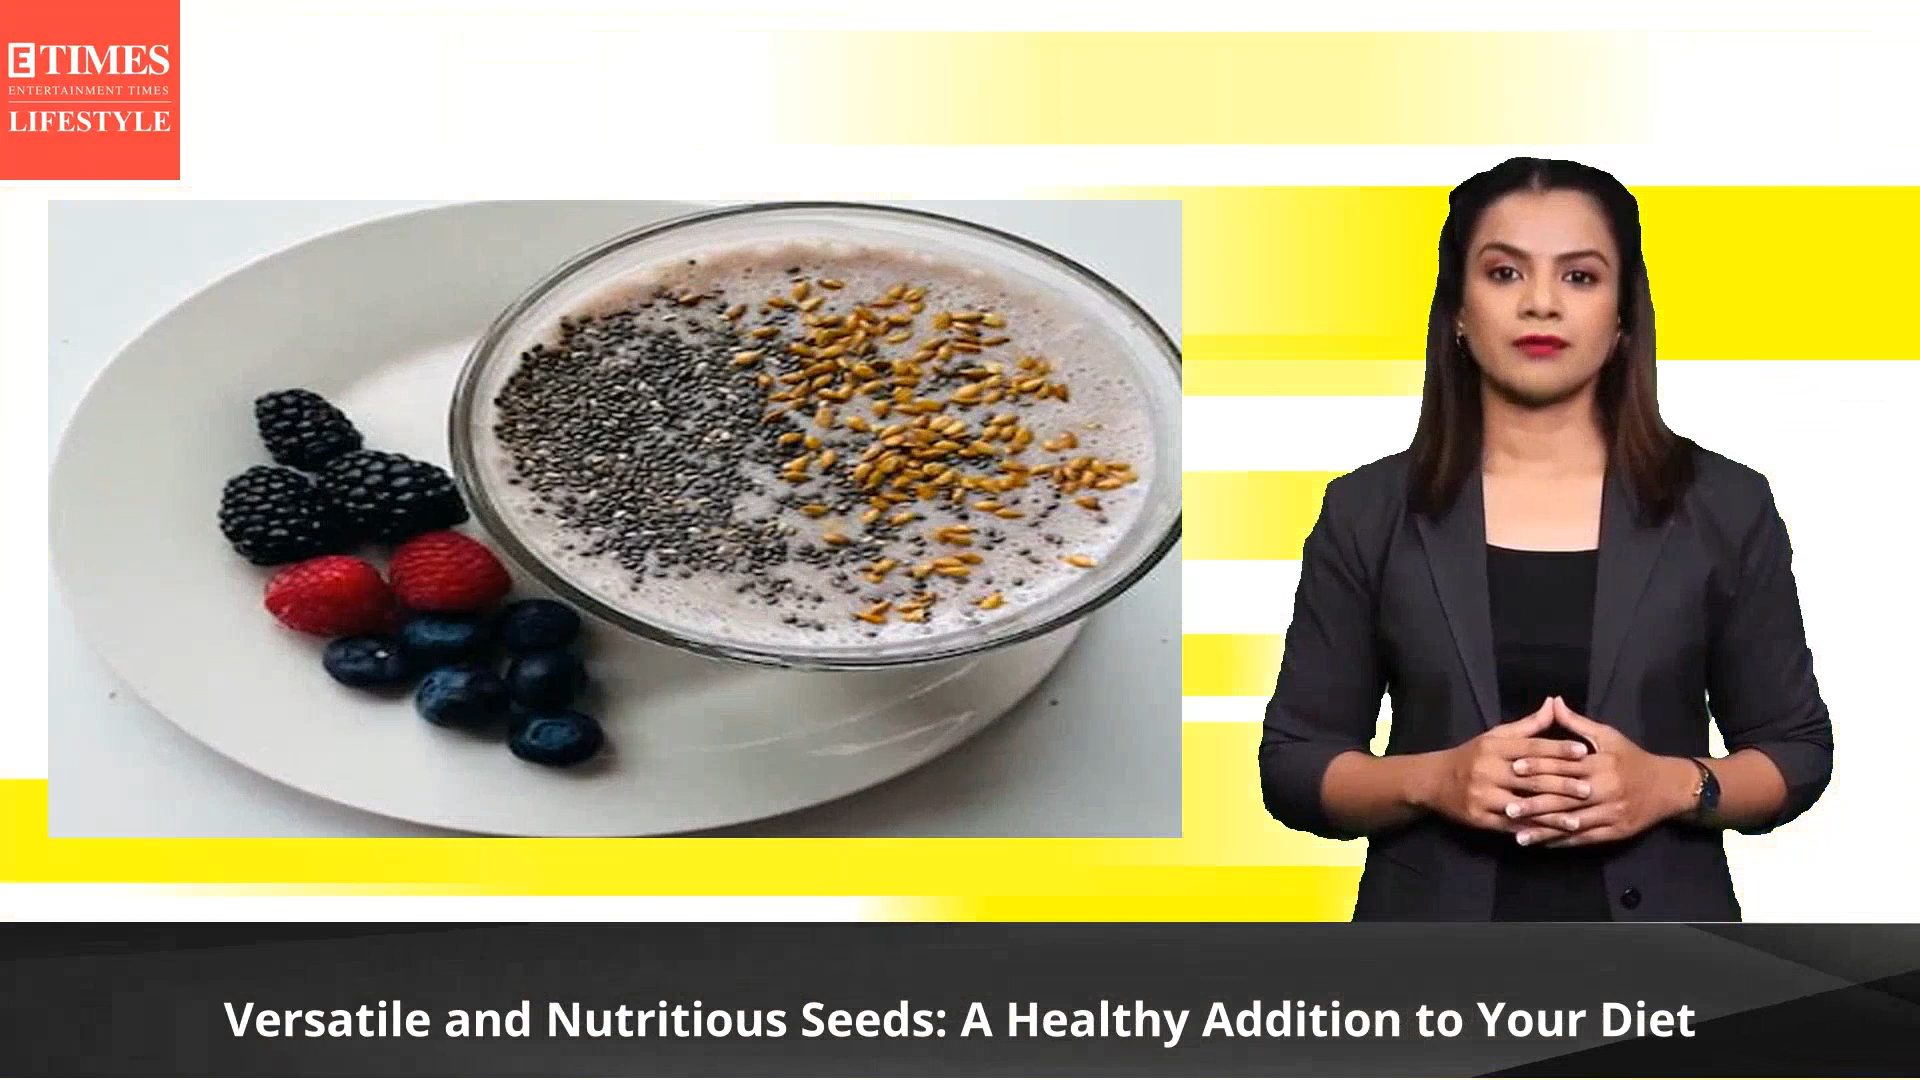 ETIMES
ENTERTAINMENT TIMES
LIFESTYLE
Versatile and Nutritious Seeds: A Healthy Addition to Your Diet